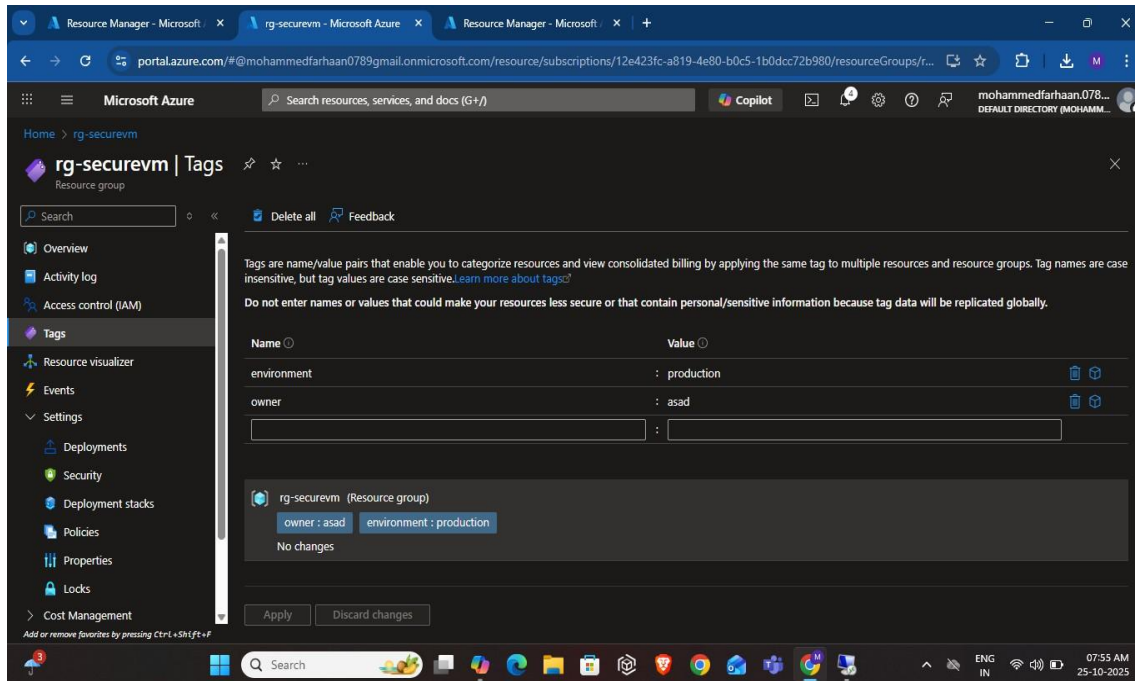 Resource Manager - Microsoft A
rg-securevm - Microsoft Azure
Resource Manager - Microsoft A
portal.azure.com/#@mohammedfarhaan0789gmail.onmicrosoft.com/resource/subscriptions/12e423fc-a819-4e80-b0c5-1b0dcc72b980/resourceGroups/r...
M
Microsoft Azure
Search resources, services, and docs (G+/)
Copilot
4
mohammedfarhaan.078...
DEFAULT DIRECTORY (MOHAMM...
Home > rg-securevm
rg-securevm | Tags
Resource group
Search
Delete all
Feedback
Overview
Activity log
Access control (IAM)
Tags
Resource visualizer
Events
Settings
Deployments
Security
Deployment stacks
Policies
Properties
Locks
Cost Management
Add or remove favorites by pressing Ctrl+Shift+F
Tags are name/value pairs that enable you to categorize resources and view consolidated billing by applying the same tag to multiple resources and resource groups. Tag names are case
insensitive, but tag values are case sensitive.Learn more about tags
Do not enter names or values that could make your resources less secure or that contain personal/sensitive information because tag data will be replicated globally.
Name Value
environment : production
owner : asad
:
rg-securevm (Resource group)
owner : asad environment : production
No changes
Apply Discard changes
3
Search
M
ENG
IN
07:55 AM
25-10-2025